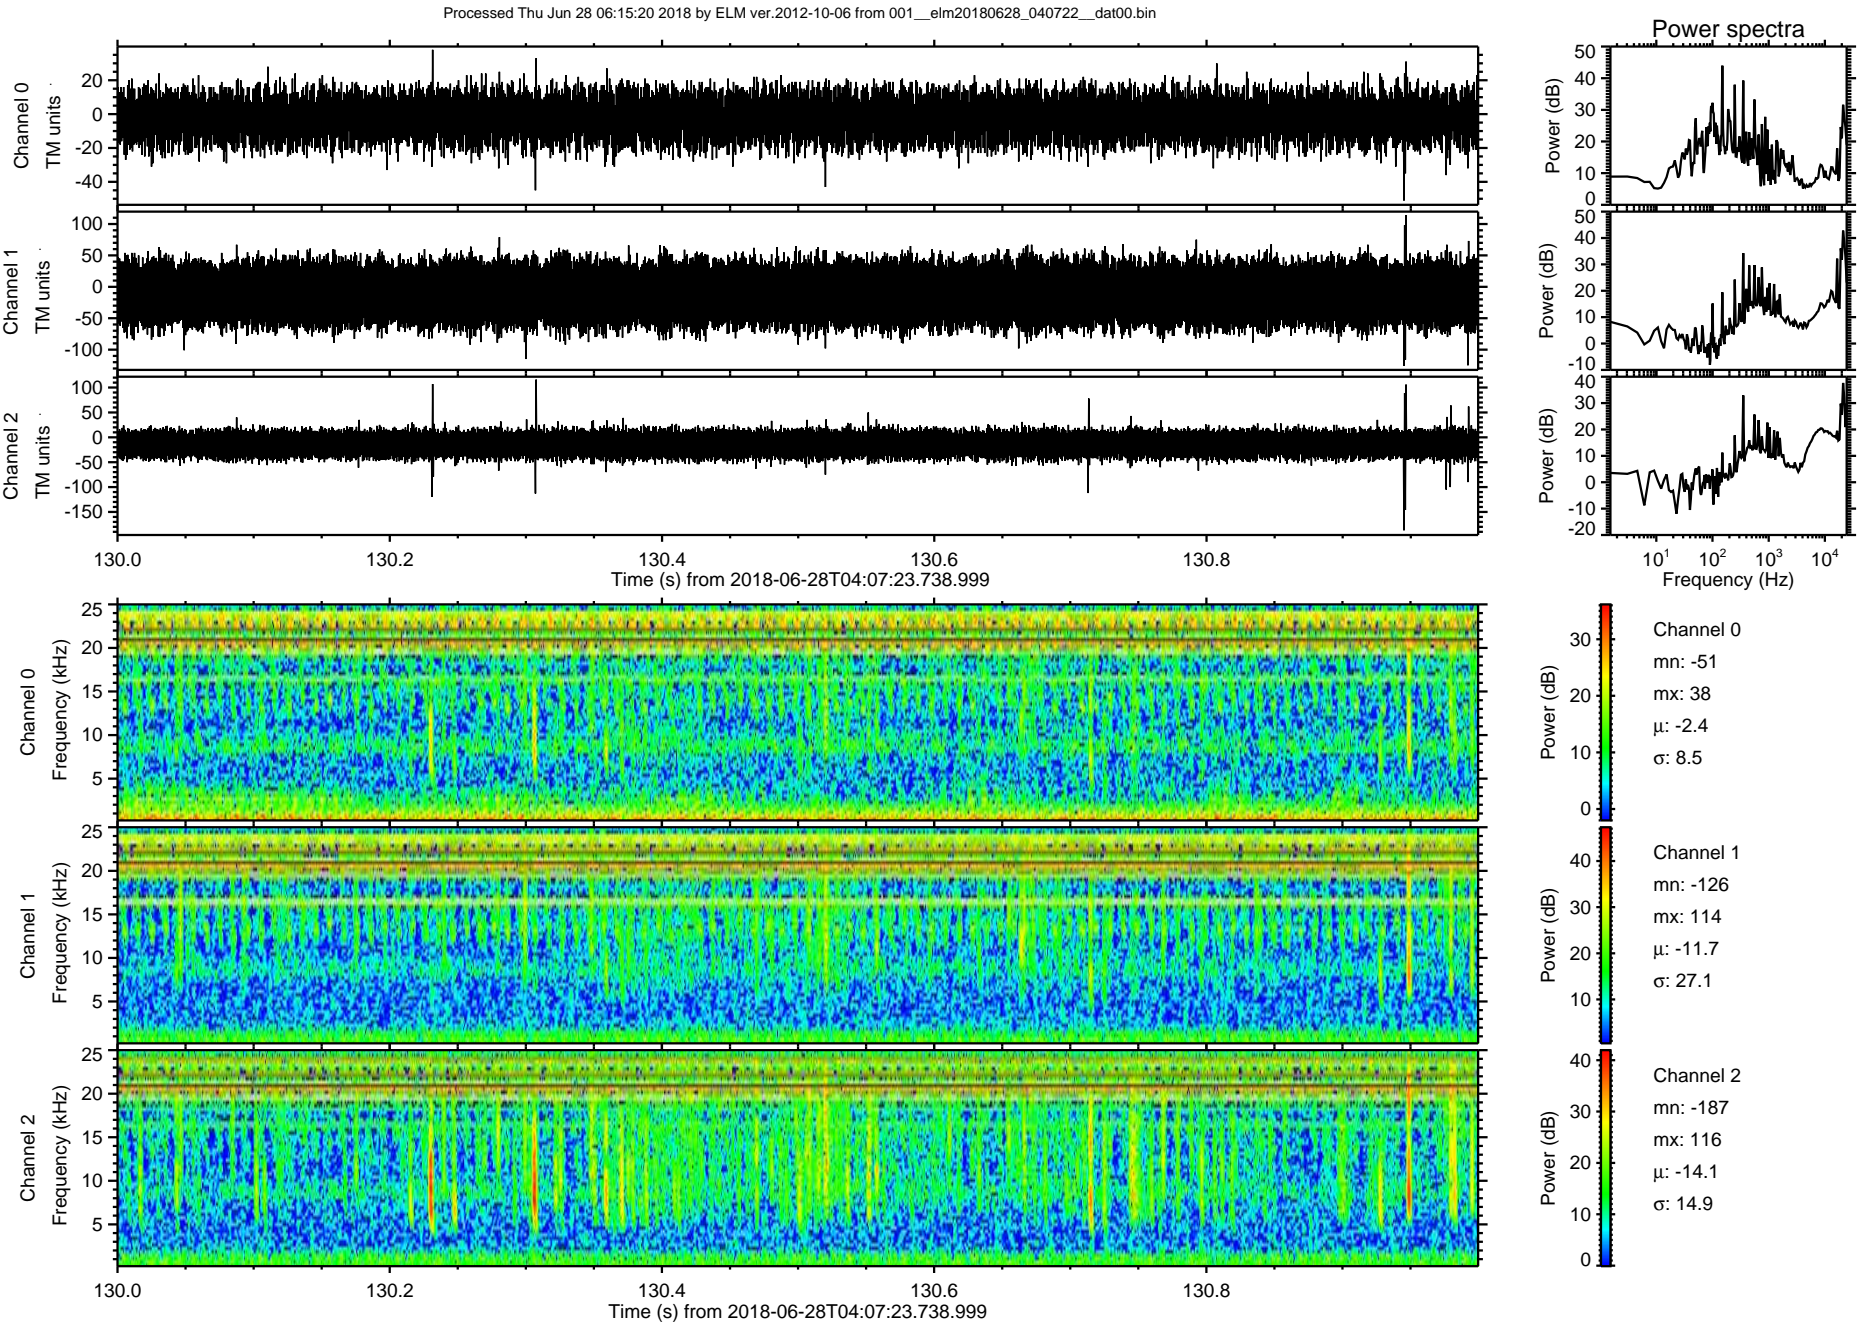 Processed Thu Jun 28 06:15:20 2018 by ELM ver.2012-10-06 from 001__elm20180628_040722__dat00.bin
Power spectra
Channel 0
TM units
20
0
-20
-40
Power (dB)
50
40
30
20
10
0
Channel 1
TM units
100
50
0
-50
-100
Power (dB)
50
40
30
20
10
0
-10
Channel 2
TM units
100
50
0
-50
-100
-150
Power (dB)
40
30
20
10
0
-10
-20
130.0 130.2 130.4 130.6 130.8
Time (s) from 2018-06-28T04:07:23.738.999
10^1 10^2 10^3 10^4
Frequency (Hz)
Channel 0
Frequency (kHz)
25
20
15
10
5
Power (dB)
30
20
10
0
Channel 0
mn: -51
mx: 38
μ: -2.4
σ: 8.5
Channel 1
Frequency (kHz)
25
20
15
10
5
Power (dB)
40
30
20
10
Channel 1
mn: -126
mx: 114
μ: -11.7
σ: 27.1
Channel 2
Frequency (kHz)
25
20
15
10
5
Power (dB)
40
30
20
10
0
Channel 2
mn: -187
mx: 116
μ: -14.1
σ: 14.9
130.0 130.2 130.4 130.6 130.8
Time (s) from 2018-06-28T04:07:23.738.999